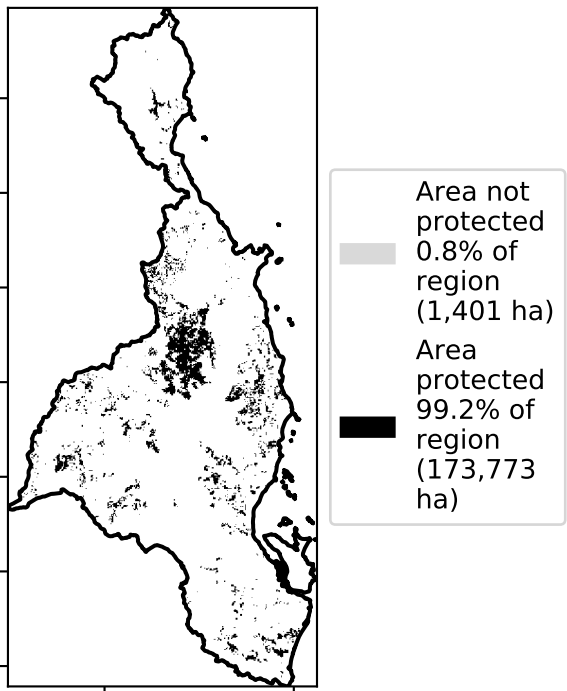 Area not
protected
0.8% of
region
(1,401 ha)
Area
protected
99.2% of
region
(173,773
ha)